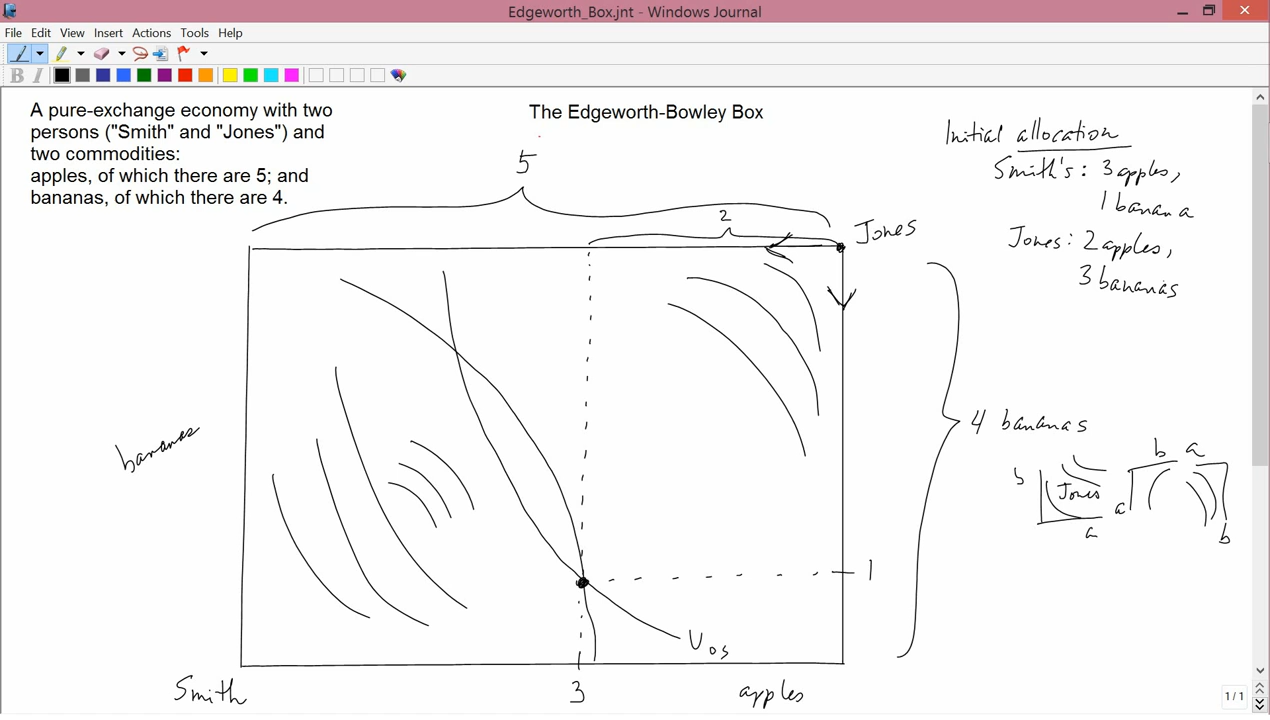 Edgeworth_Box.jnt - Windows Journal
File Edit View Insert Actions Tools Help
B I
A pure-exchange economy with two
persons ("Smith" and "Jones") and
two commodities:
apples, of which there are 5; and
bananas, of which there are 4.
The Edgeworth-Bowley Box
Initial allocation
Smith's: 3 apples,
1 banana
Jones: 2 apples,
3 bananas
5
2
Jones
bananas
4 bananas
b Jones a
b a
a b
1
U0S
Smith 3 apples
1 / 1